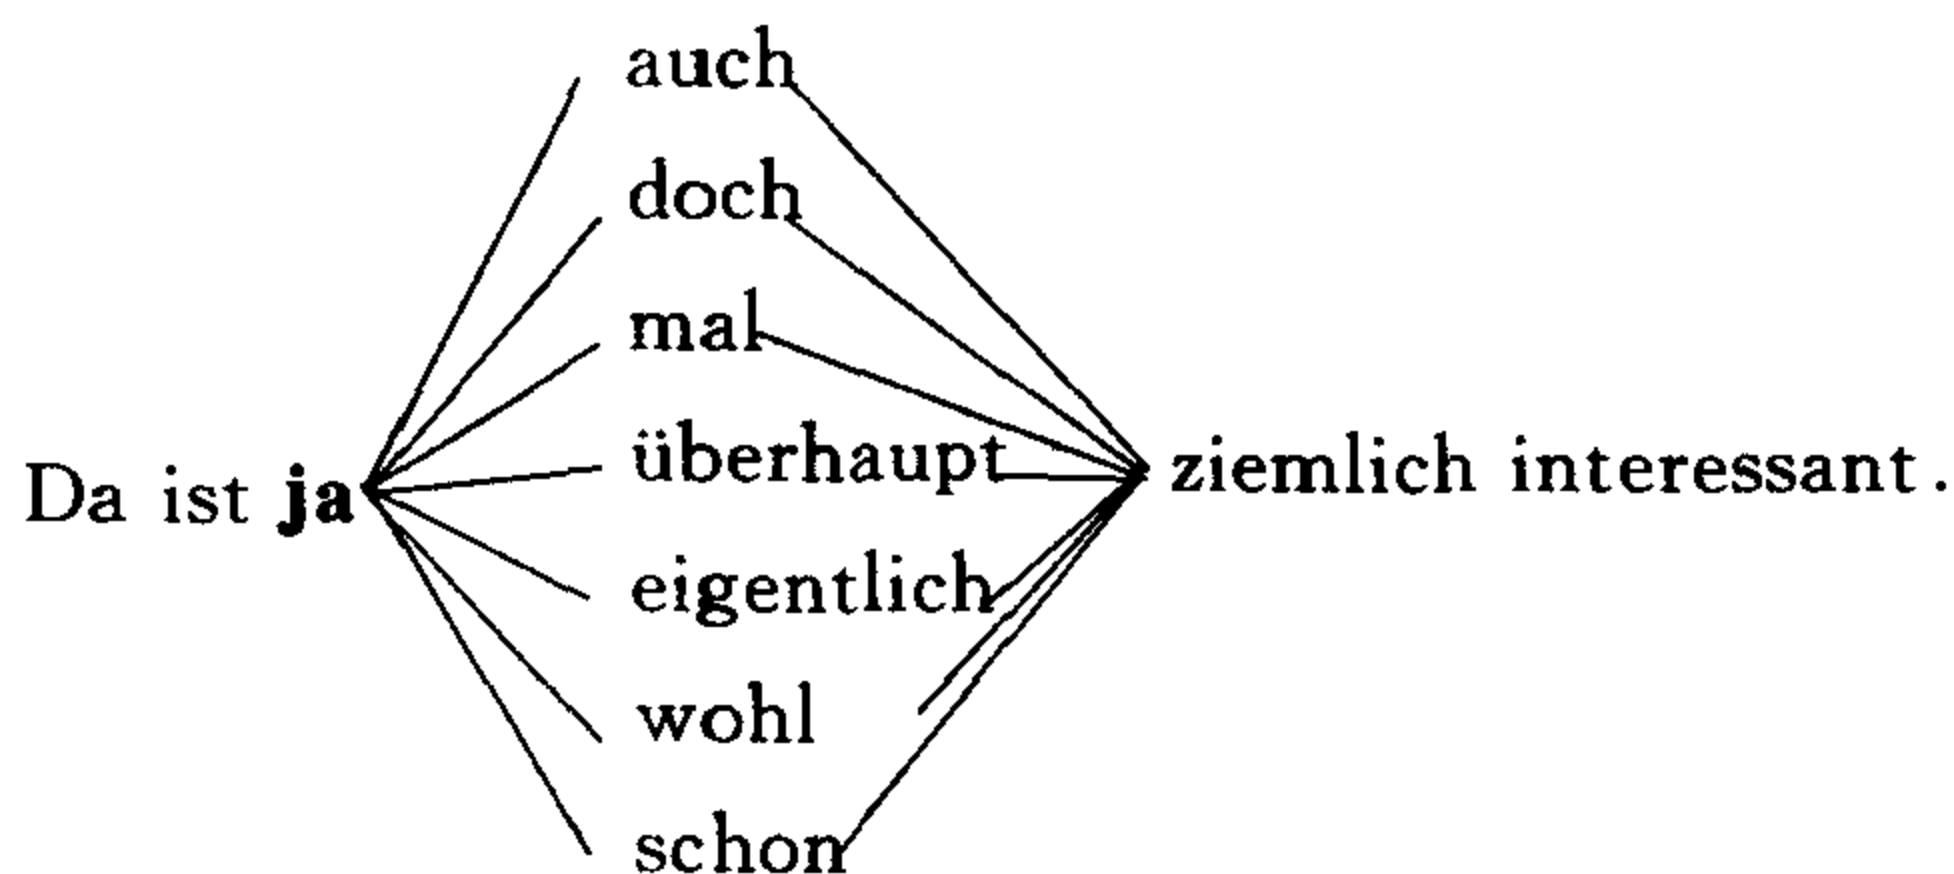 auch
doch
mal
Da ist ja überhaupt ziemlich interessant.
eigentlich
wohl
schon